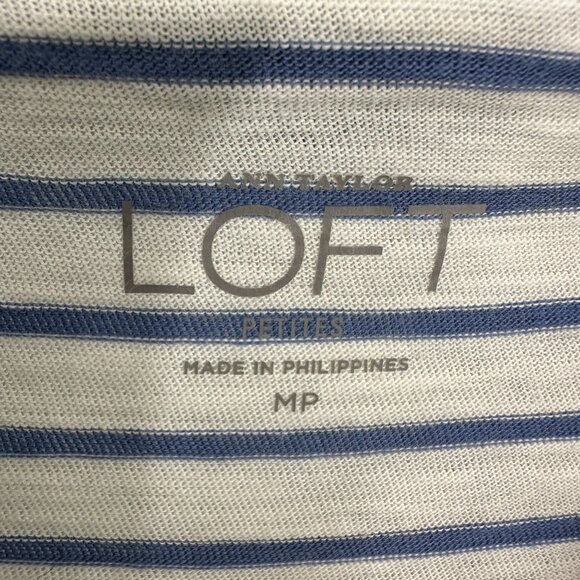 ANN TAYLOR
LOFT
PETITES
MADE IN PHILIPPINES
MP